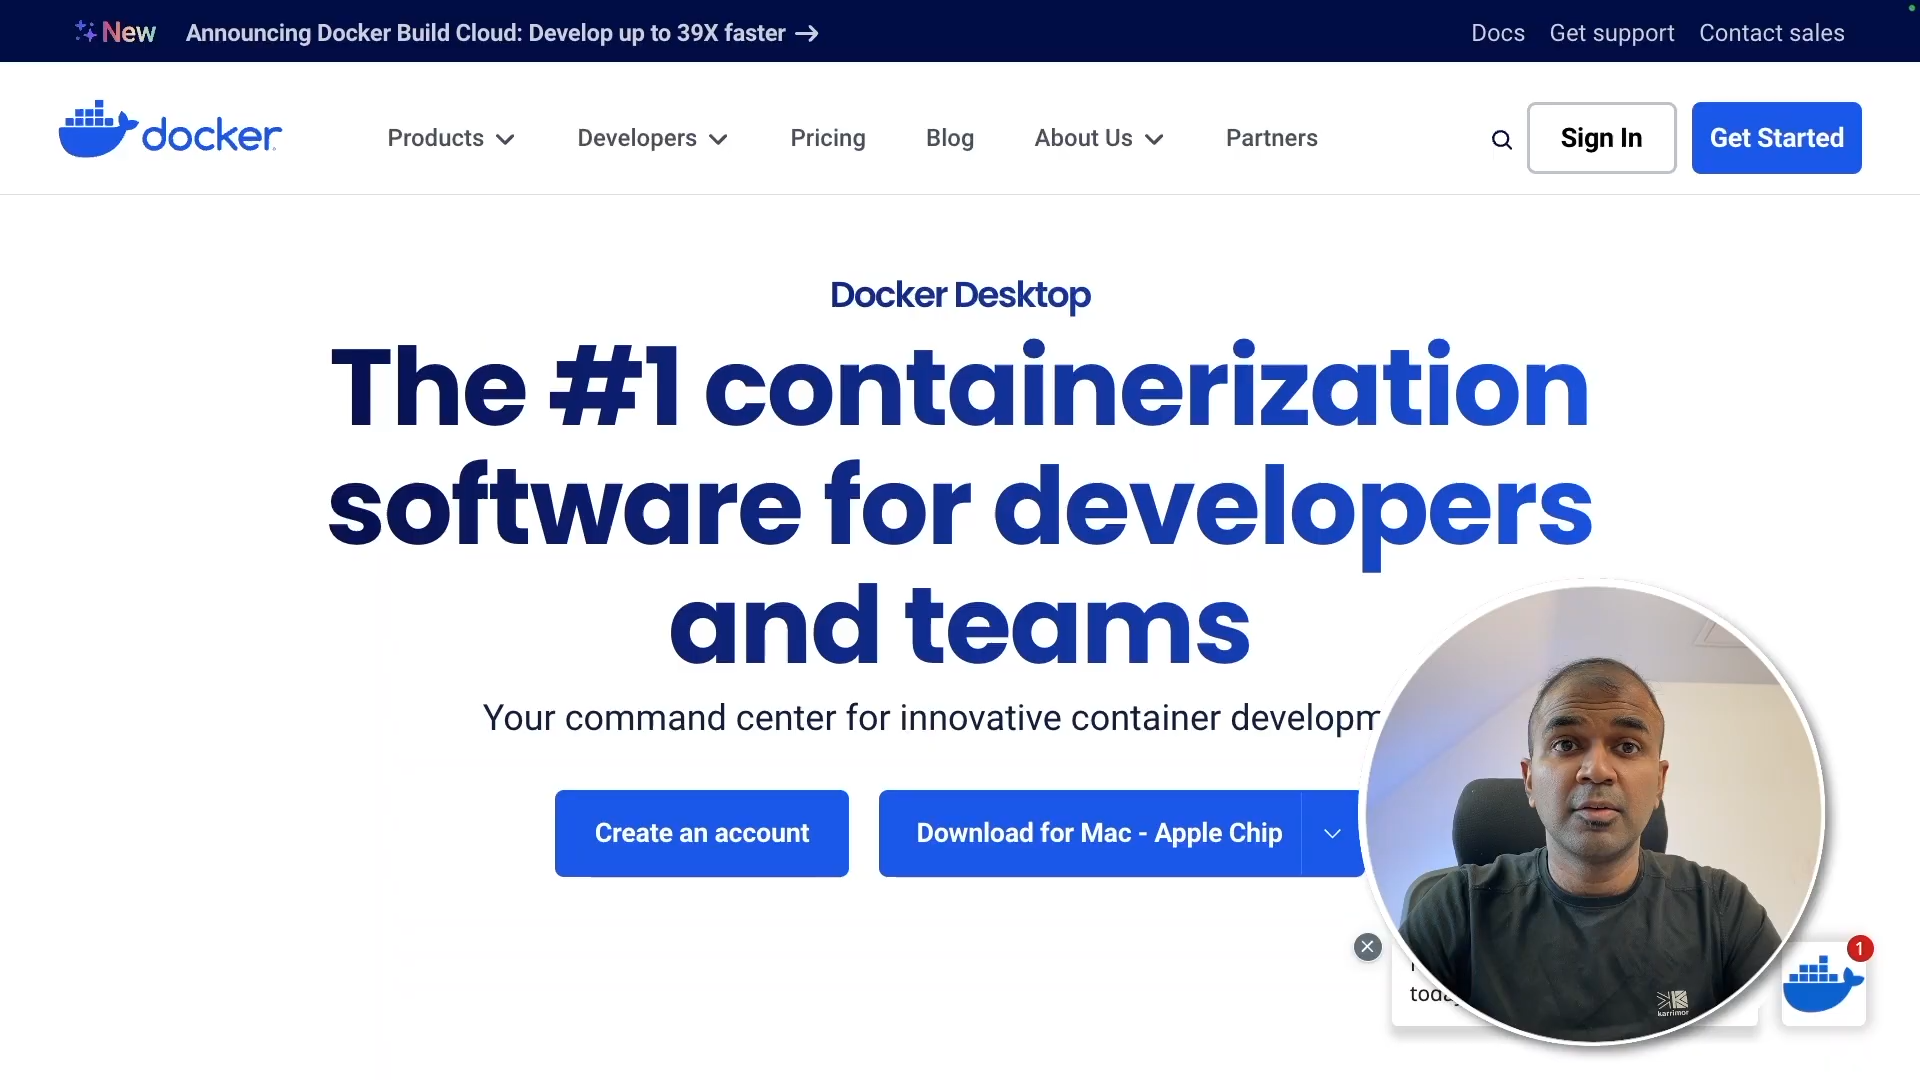 New Announcing Docker Build Cloud: Develop up to 39X faster → Docs Get support Contact sales
docker Products Developers Pricing Blog About Us Partners Sign In Get Started
Docker Desktop
The #1 containerization
software for developers
and teams
Your command center for innovative container
Create an account Download for Mac - Apple Chip
1
karrimor